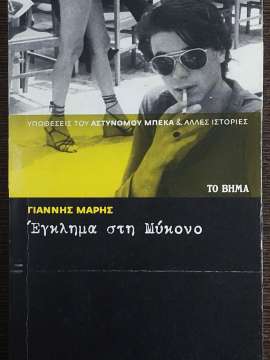 ΥΠΟΘΕΣΕΙΣ ΤΟΥ ΑΣΤΥΝΟΜΟΥ ΜΠΕΚΑ & ΑΛΛΕΣ ΙΣΤΟΡΙΕΣ
ΤΟ ΒΗΜΑ
ΓΙΑΝΝΗΣ ΜΑΡΗΣ
Έγκλημα στη Μύκονο